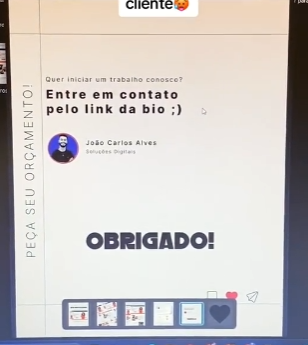 cliente🥵
Quer iniciar um trabalho conosco?
Entre em contato
pelo link da bio ;)
João Carlos Alves
Soluções Digitais
PEÇA SEU ORÇAMENTO!
OBRIGADO!